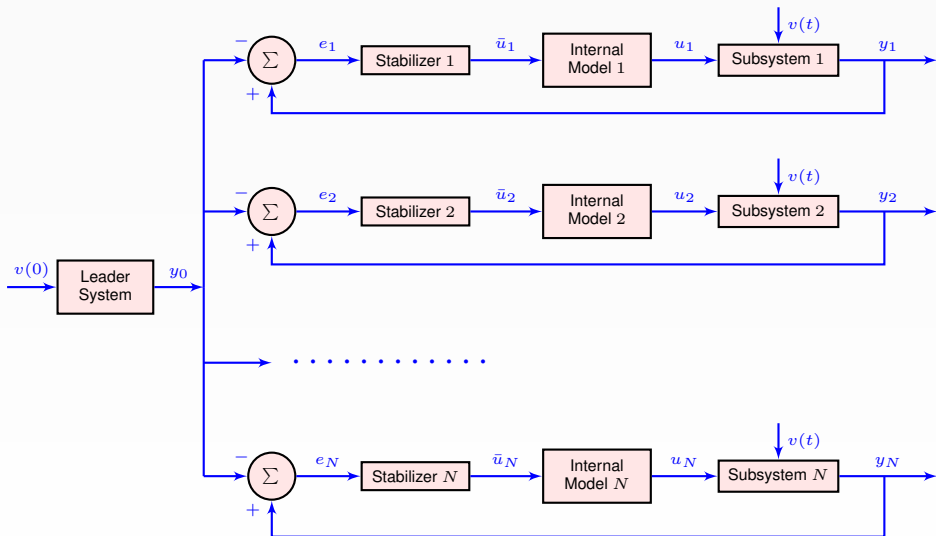 v(t)
− e₁ ū₁ Internal u₁ y₁
Σ Stabilizer 1 Model 1 Subsystem 1
+
v(t)
− e₂ ū₂ Internal u₂ y₂
Σ Stabilizer 2 Model 2 Subsystem 2
+
v(0) Leader y₀
System
· · · · · · · · · · · ·
v(t)
− e_N ū_N Internal u_N y_N
Σ Stabilizer N Model N Subsystem N
+